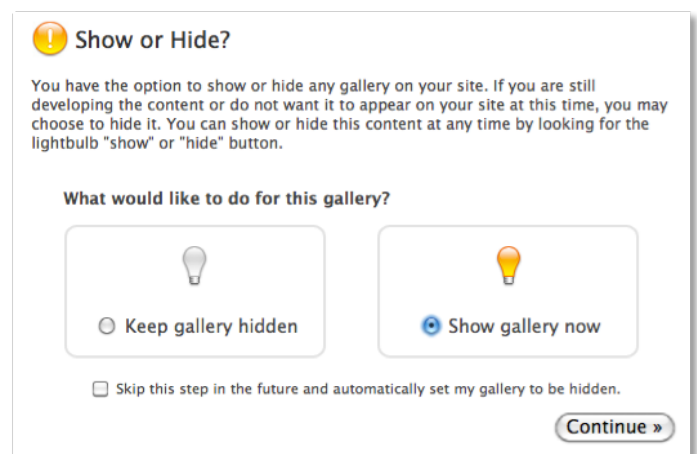 Show or Hide?
You have the option to show or hide any gallery on your site. If you are still
developing the content or do not want it to appear on your site at this time, you may
choose to hide it. You can show or hide this content at any time by looking for the
lightbulb "show" or "hide" button.
What would like to do for this gallery?
Keep gallery hidden
Show gallery now
Skip this step in the future and automatically set my gallery to be hidden.
Continue »